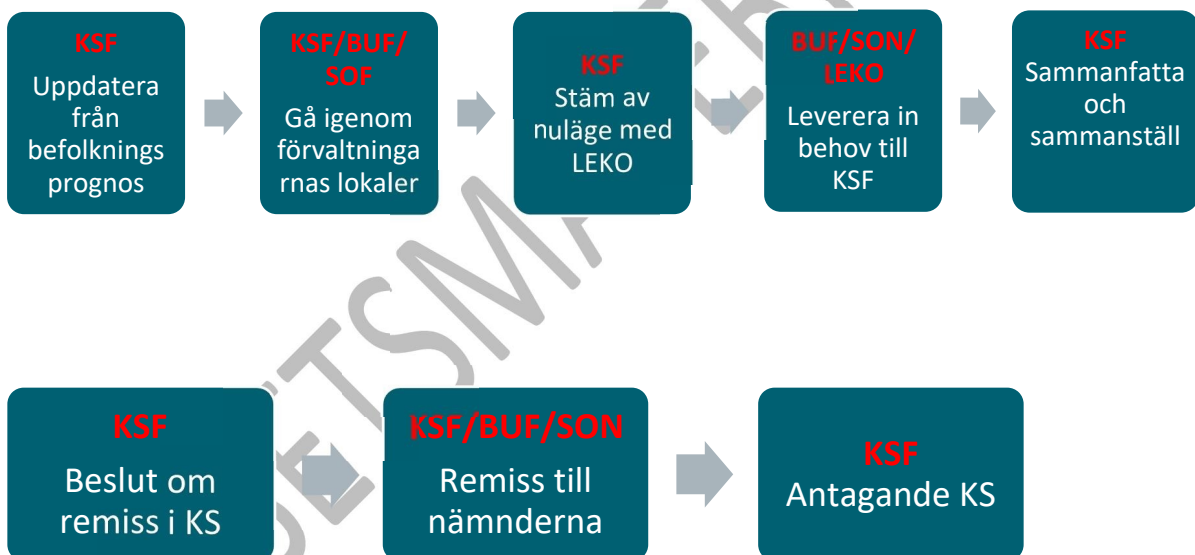 KSF
Uppdatera
från
befolknings
prognos
KSF/BUF/
SOF
Gå igenom
förvaltninga
rnas lokaler
KSF
Stäm av
nuläge med
LEKO
BUF/SON/
LEKO
Leverera in
behov till
KSF
KSF
Sammanfatta
och
sammanställ
KSF
Beslut om
remiss i KS
KSF/BUF/SON
Remiss till
nämnderna
KSF
Antagande KS